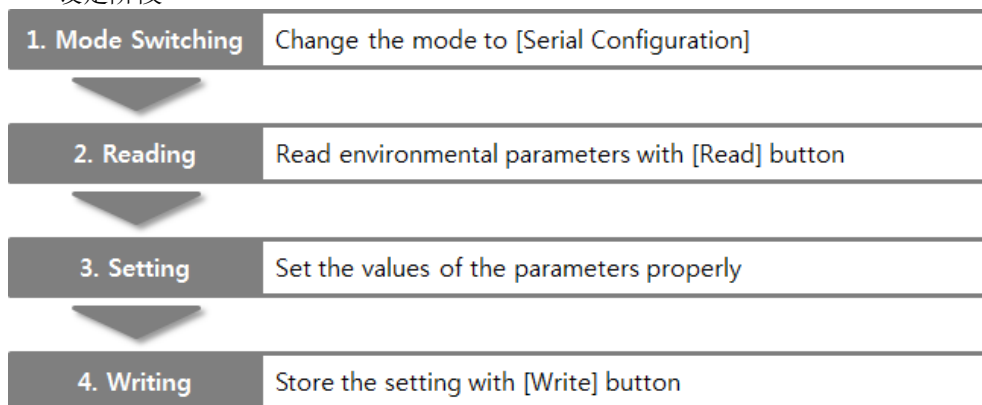 1. Mode Switching Change the mode to [Serial Configuration]
2. Reading Read environmental parameters with [Read] button
3. Setting Set the values of the parameters properly
4. Writing Store the setting with [Write] button